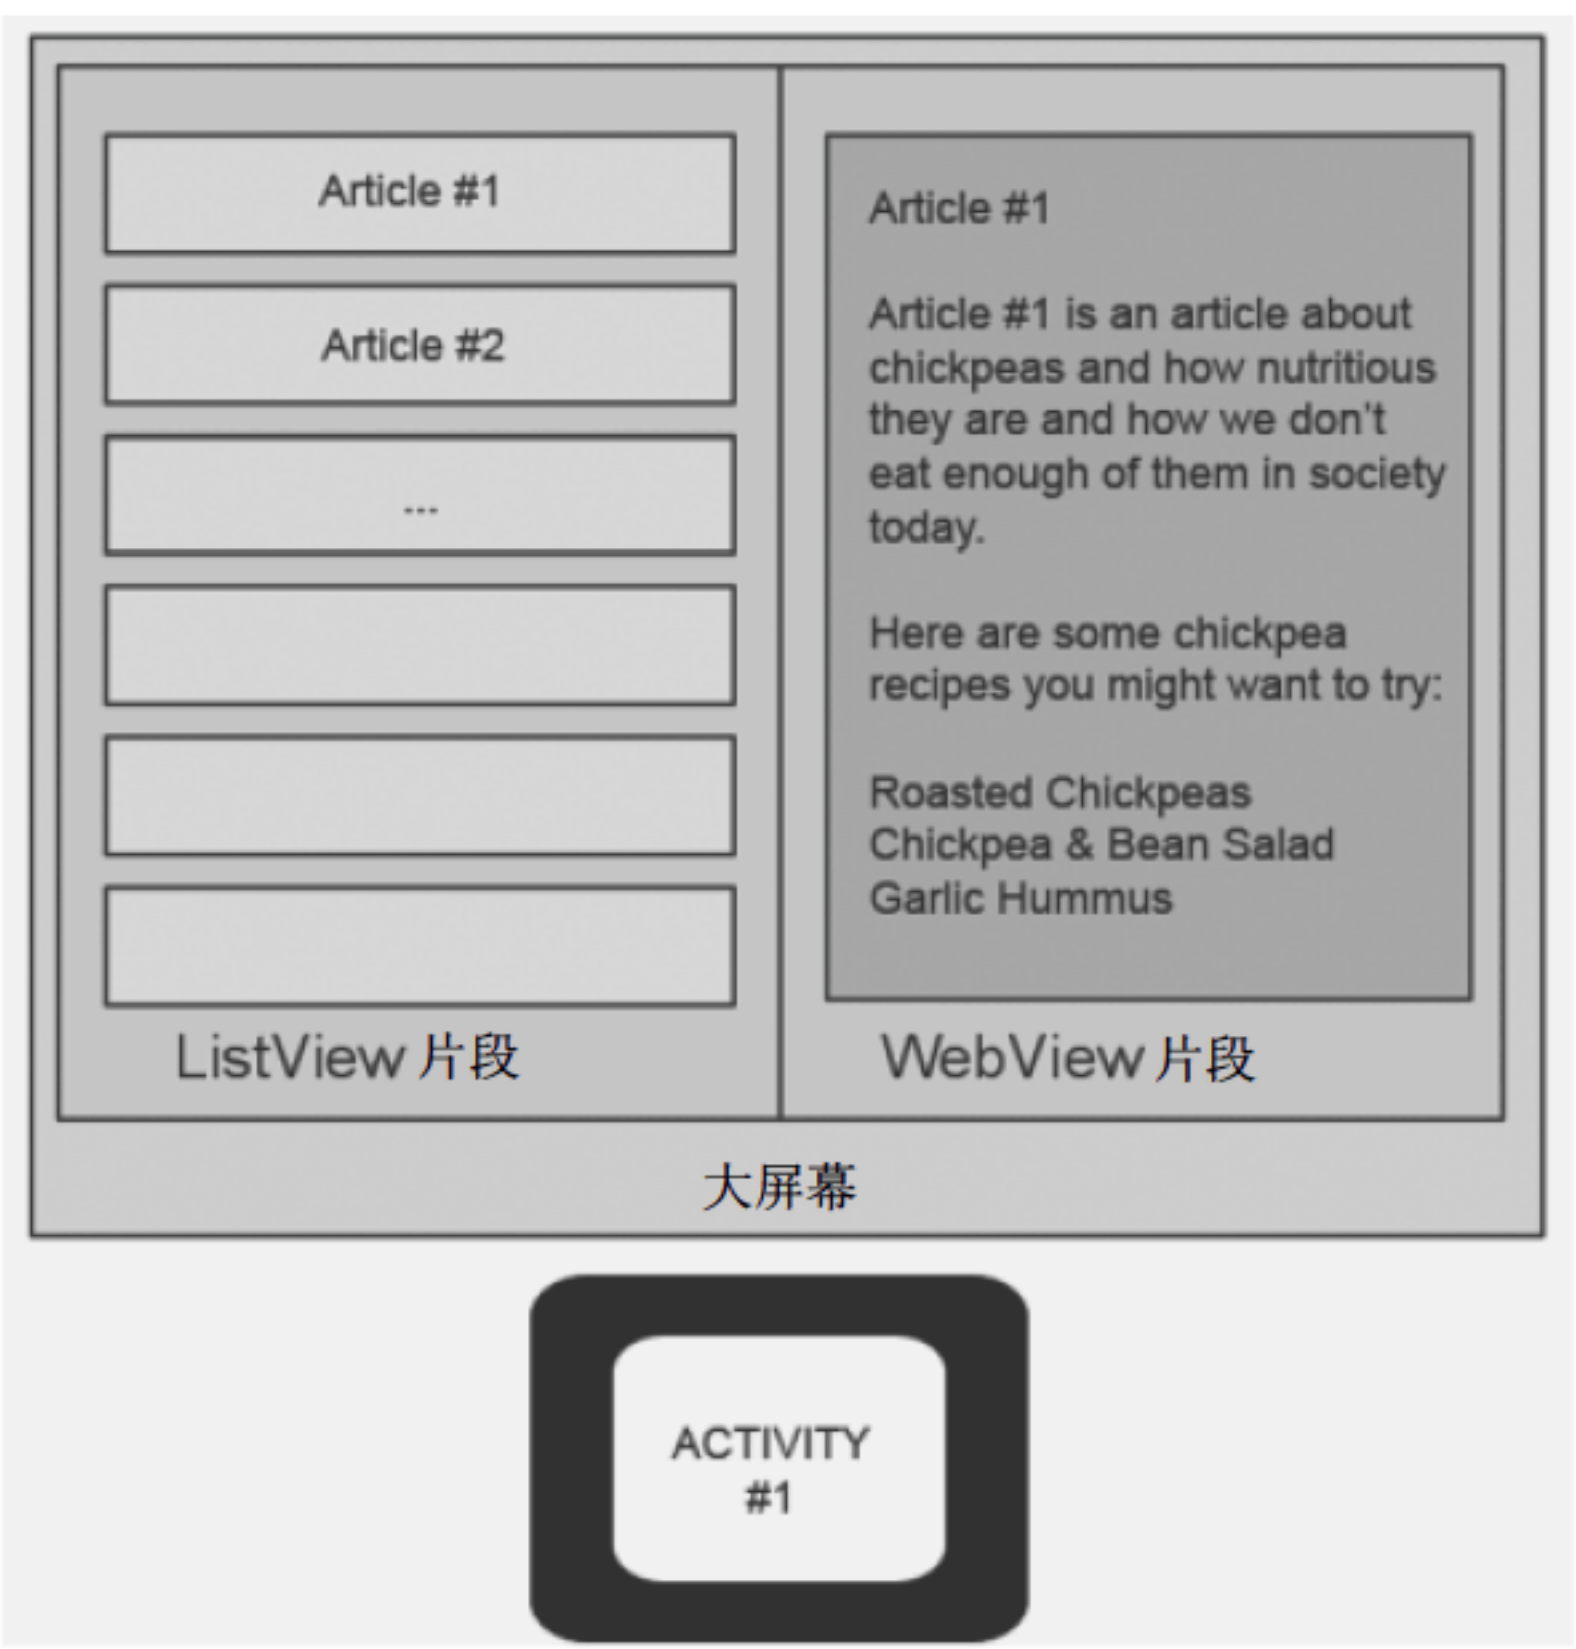 Article #1
Article #2
...
ListView 片段
Article #1
Article #1 is an article about
chickpeas and how nutritious
they are and how we don't
eat enough of them in society
today.
Here are some chickpea
recipes you might want to try:
Roasted Chickpeas
Chickpea & Bean Salad
Garlic Hummus
WebView 片段
大屏幕
ACTIVITY
#1